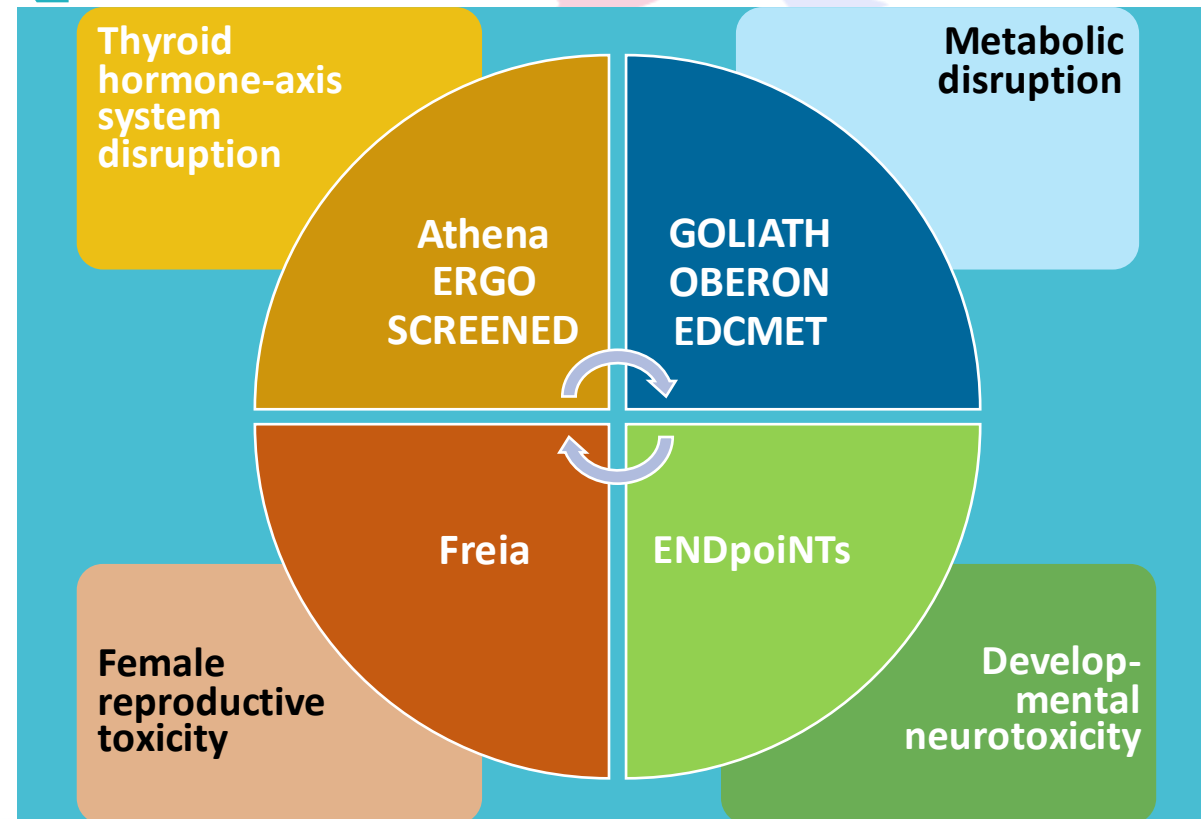 Thyroid
hormone-axis
system
disruption
Metabolic
disruption
Athena
ERGO
SCREENED
GOLIATH
OBERON
EDCMET
Freia
ENDpoiNTs
Female
reproductive
toxicity
Develop-
mental
neurotoxicity